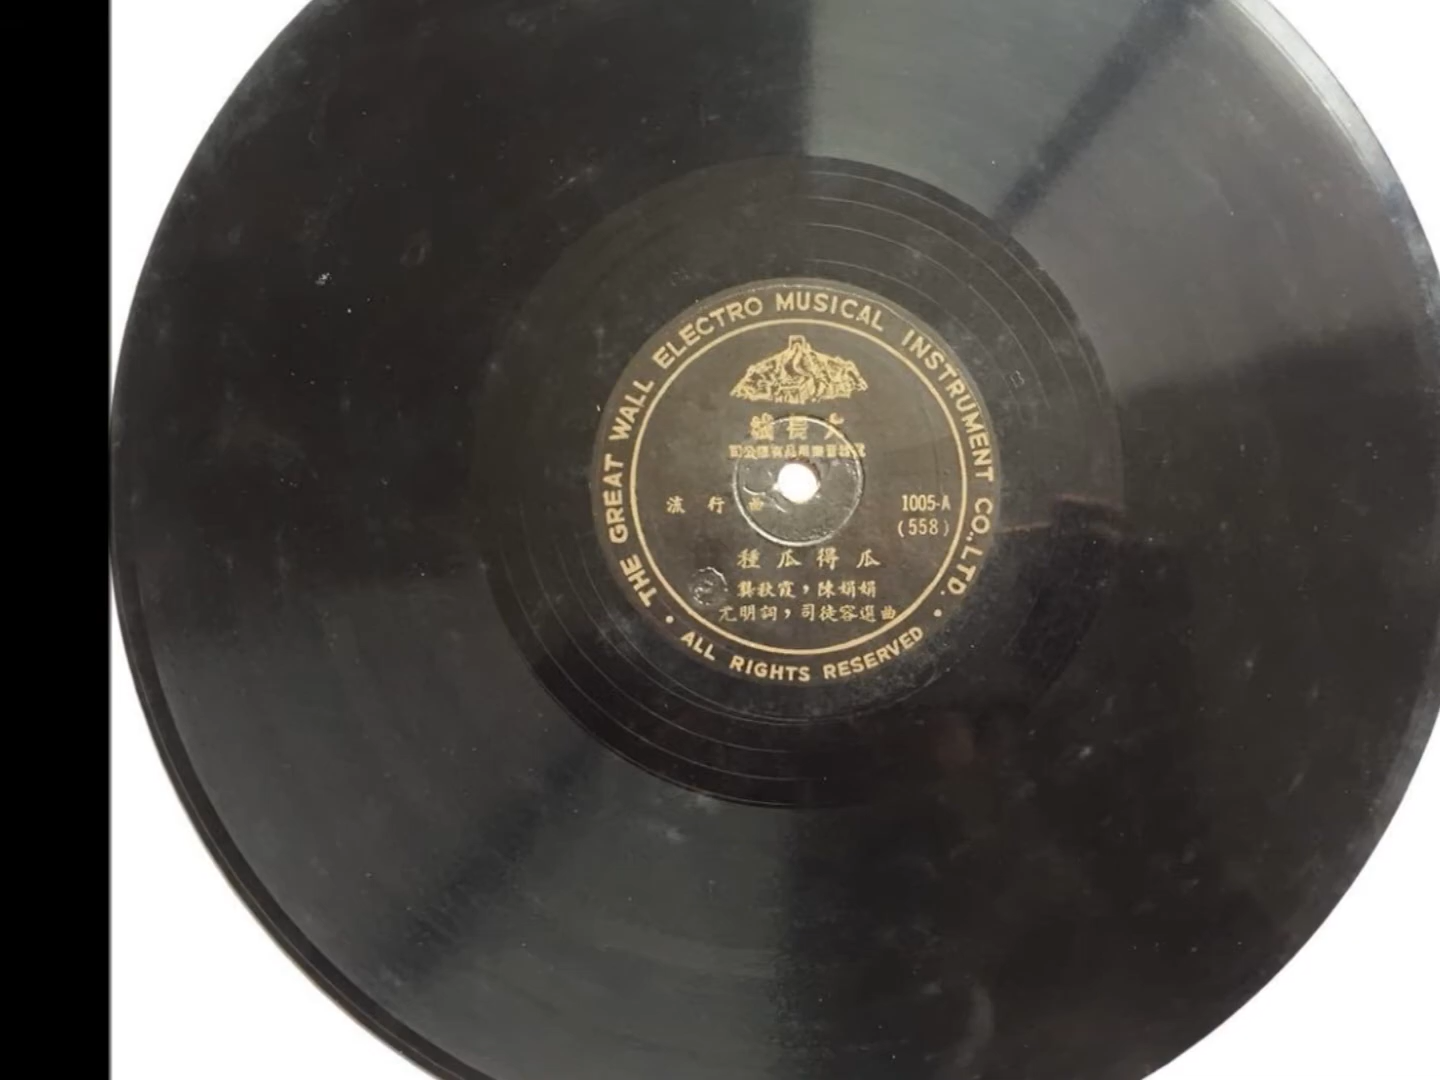 THE GREAT WALL ELECTRO MUSICAL INSTRUMENT CO., LTD.
城長大
流行曲
1005-A
(558)
種瓜得瓜
龔秋霞，陳娟娟
尤明詞，司徒容選曲
• ALL RIGHTS RESERVED •